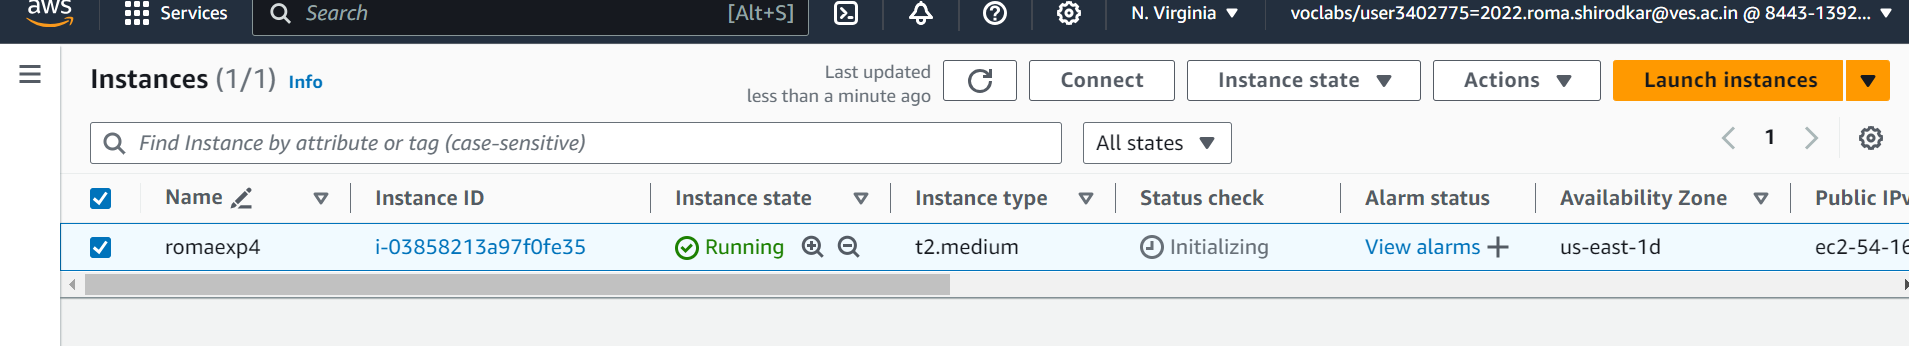 aws
Services
Search
[Alt+S]
N. Virginia
voclabs/user3402775=2022.roma.shirodkar@ves.ac.in @ 8443-1392...
Instances (1/1) Info
Last updated
less than a minute ago
Connect
Instance state
Actions
Launch instances
Find Instance by attribute or tag (case-sensitive)
All states
1
Name Instance ID Instance state Instance type Status check Alarm status Availability Zone Public IPv
romaexp4 i-03858213a97f0fe35 Running t2.medium Initializing View alarms us-east-1d ec2-54-16